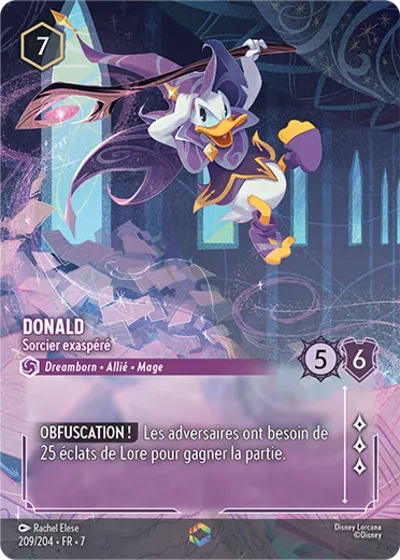 7
DONALD
Sorcier exaspéré
Dreamborn • Allié • Mage
5
6
OBFUSCATION ! Les adversaires ont besoin de
25 éclats de Lore pour gagner la partie.
Rachel Elese
209/204 • FR • 7
Disney Lorcana
©Disney